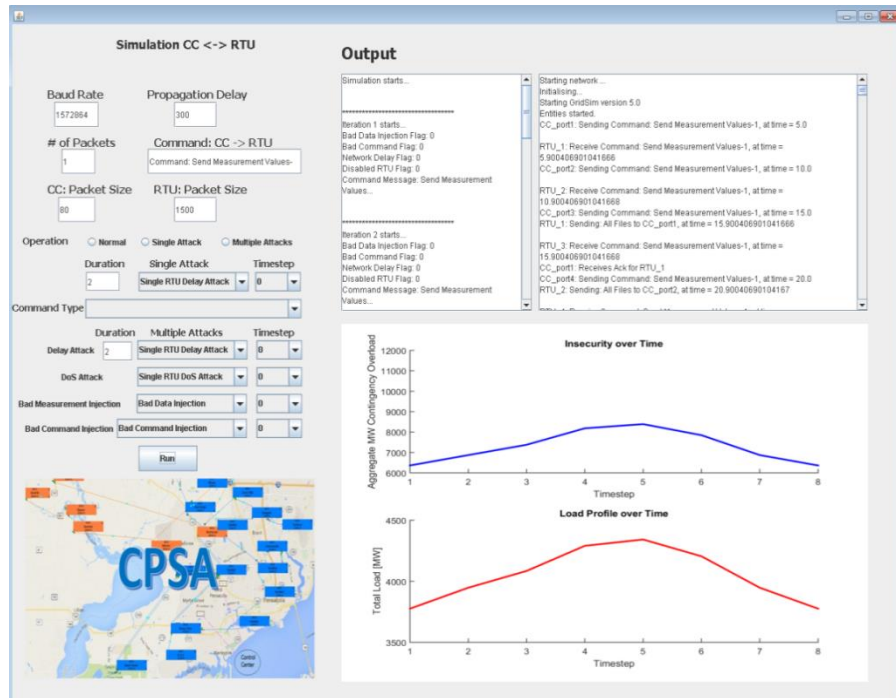 Simulation CC <-> RTU
Baud Rate
Propagation Delay
1572864
300
# of Packets
Command: CC -> RTU
1
Command: Send Measurement Values-
CC: Packet Size
RTU: Packet Size
80
1500
Operation
Normal
Single Attack
Multiple Attacks
Duration
Single Attack
Timestep
2
Single RTU Delay Attack
0
Command Type
Duration
Multiple Attacks
Timestep
Delay Attack
2
Single RTU Delay Attack
0
DoS Attack
Single RTU DoS Attack
0
Bad Measurement Injection
Bad Data Injection
0
Bad Command Injection
Bad Command Injection
0
Run
CPSA
Control
Center
Output
Simulation starts...
**********************************
Iteration 1 starts...
Bad Data Injection Flag: 0
Bad Command Flag: 0
Network Delay Flag: 0
Disabled RTU Flag: 0
Command Message: Send Measurement
Values...
**********************************
Iteration 2 starts...
Bad Data Injection Flag: 0
Bad Command Flag: 0
Network Delay Flag: 0
Disabled RTU Flag: 0
Command Message: Send Measurement
Values...
Starting network ...
Initialising...
Starting GridSim version 5.0
Entities started.
CC_port1: Sending Command: Send Measurement Values-1, at time = 5.0
RTU_1: Receive Command: Send Measurement Values-1, at time =
5.900406901041666
CC_port2: Sending Command: Send Measurement Values-1, at time = 10.0
RTU_2: Receive Command: Send Measurement Values-1, at time =
10.900406901041668
CC_port3: Sending Command: Send Measurement Values-1, at time = 15.0
RTU_1: Sending: All Files to CC_port1, at time = 15.900406901041666
RTU_3: Receive Command: Send Measurement Values-1, at time =
15.900406901041668
CC_port1: Receives Ack for RTU_1
CC_port4: Sending Command: Send Measurement Values-1, at time = 20.0
RTU_2: Sending: All Files to CC_port2, at time = 20.90040690104167
Insecurity over Time
Aggregate MW Contingency Overload
12000
11000
10000
9000
8000
7000
6000
1 2 3 4 5 6 7 8
Timestep
Load Profile over Time
Total Load [MW]
4500
4000
3500
1 2 3 4 5 6 7 8
Timestep